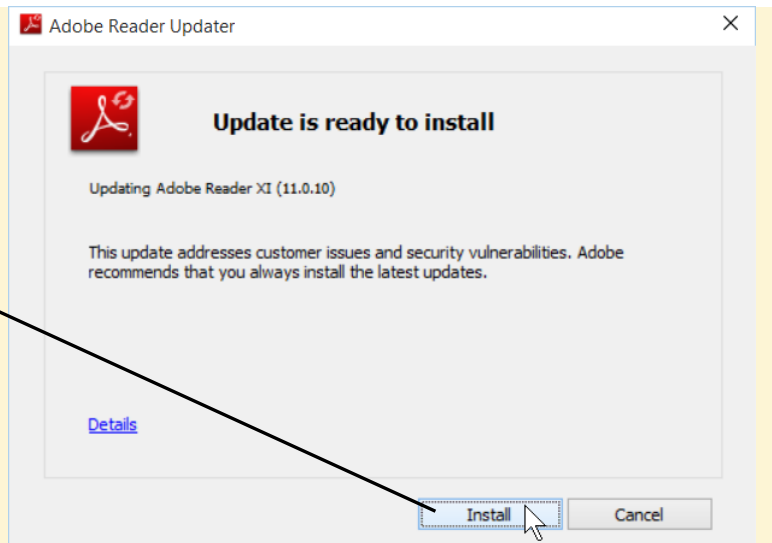 Adobe Reader Updater
Update is ready to install
Updating Adobe Reader XI (11.0.10)
This update addresses customer issues and security vulnerabilities. Adobe
recommends that you always install the latest updates.
Details
Install
Cancel